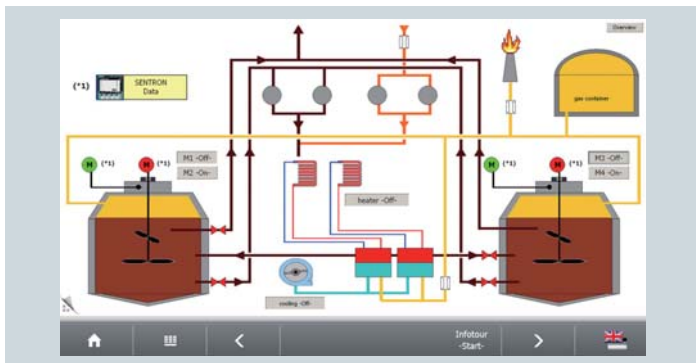 Overview
(*1)
SENTRON
Data
gas container
M
(*1)
M
(*1)
M1 -Off-
M2 -On-
M
(*1)
M
(*1)
M3 -Off-
M4 -On-
heater -Off-
cooling -Off-
Infotour
-Start-